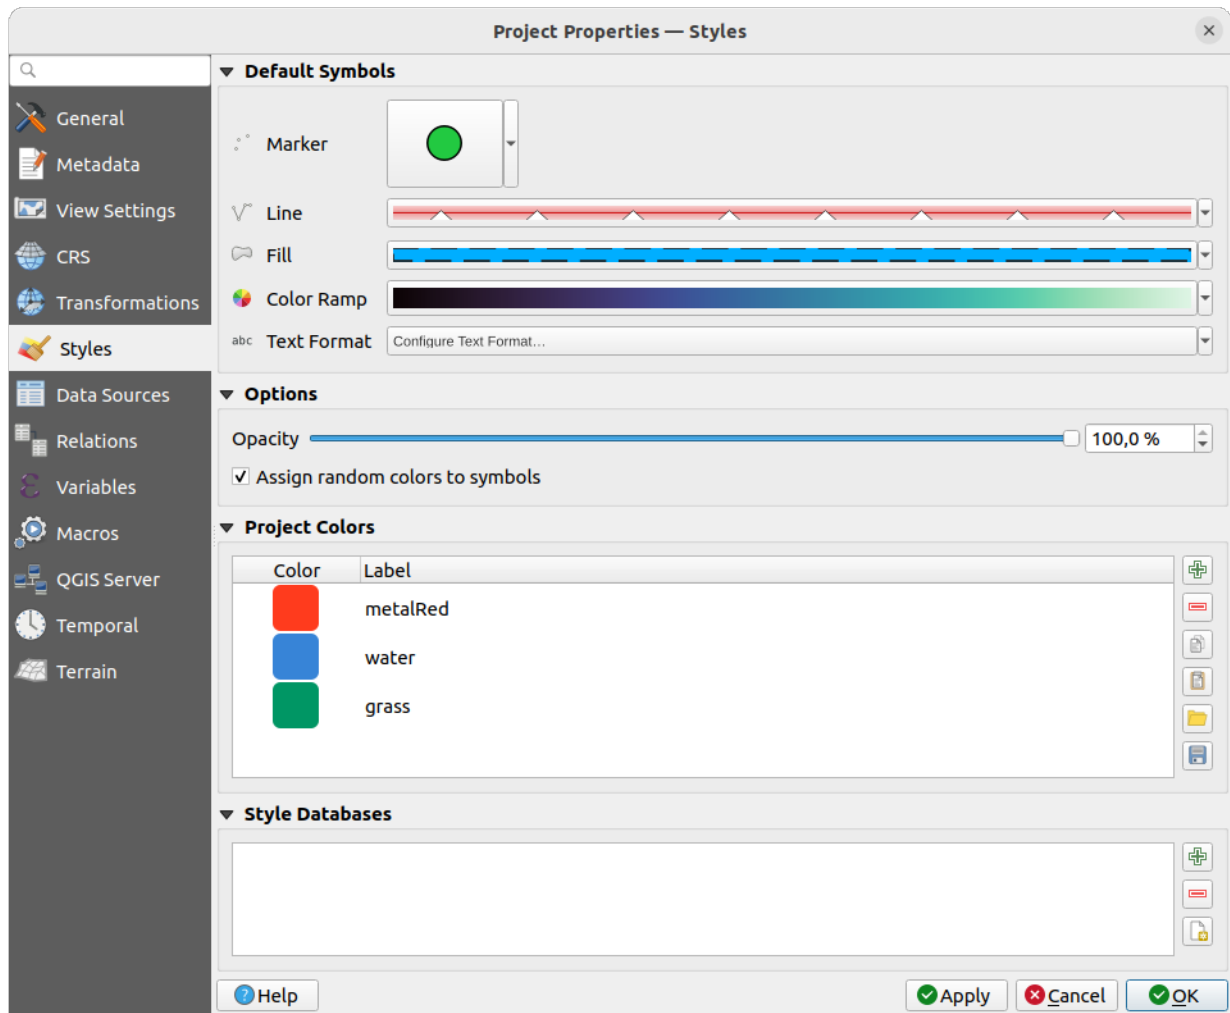 Project Properties — Styles
General
Metadata
View Settings
CRS
Transformations
Styles
Data Sources
Relations
Variables
Macros
QGIS Server
Temporal
Terrain
Default Symbols
Marker
Line
Fill
Color Ramp
abc Text Format Configure Text Format...
Options
Opacity 100,0 %
Assign random colors to symbols
Project Colors
Color Label
metalRed
water
grass
Style Databases
Help Apply Cancel OK